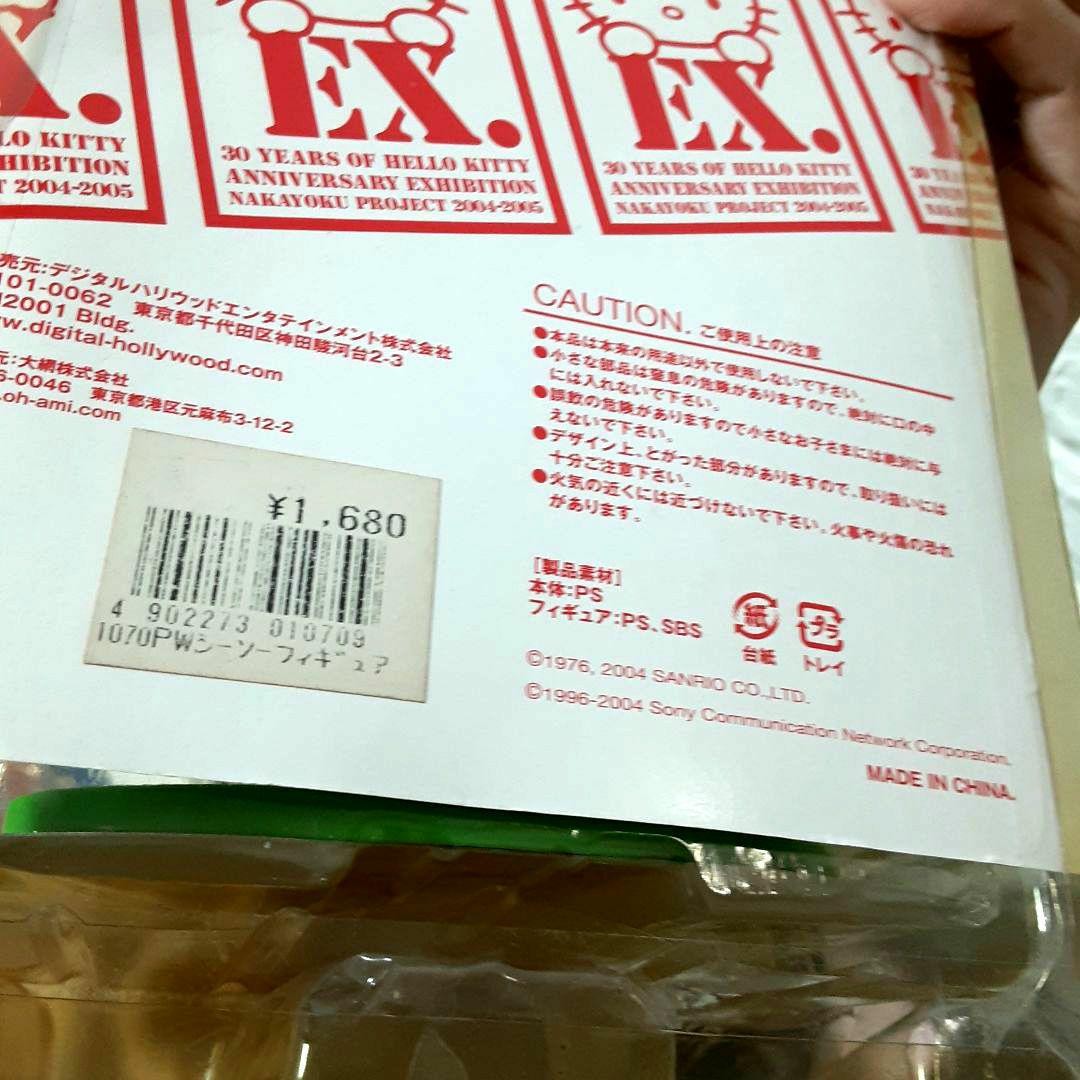 EX.
EX.
X.
LO KITTY
HIBITION
T 2004-2005
30 YEARS OF HELLO KITTY
ANNIVERSARY EXHIBITION
NAKAYOKU PROJECT 2004-2005
30 YEARS OF HELLO KITTY
ANNIVERSARY EXHIBITION
NAKAYOKU PROJECT 2004-2005
売元:デジタルハリウッドエンタテインメント株式会社
101-0062 東京都千代田区神田駿河台2-3
2001 Bldg.
w.digital-hollywood.com
元:大網株式会社
6-0046 東京都港区元麻布3-12-2
.oh-ami.com
¥1,680
4 902273 010709
1070PWシーソーフィギュア
CAUTION. ご使用上の注意
●本品は本来の用途以外で使用しないで下さい。
●小さな部品は窒息の危険がありますので、絶対に口の中
には入れないで下さい。
●誤飲の危険がありますので小さなお子さまには絶対に与
えないで下さい。
●デザイン上、とがった部分がありますので、取り扱いには
十分ご注意下さい。
●火気の近くには近づけないで下さい。火事や火傷の恐れ
があります。
[製品素材]
本体:PS
フィギュア:PS、SBS
紙
台紙
プラ
トレイ
©1976, 2004 SANRIO CO.,LTD.
©1996-2004 Sony Communication Network Corporation.
MADE IN CHINA.